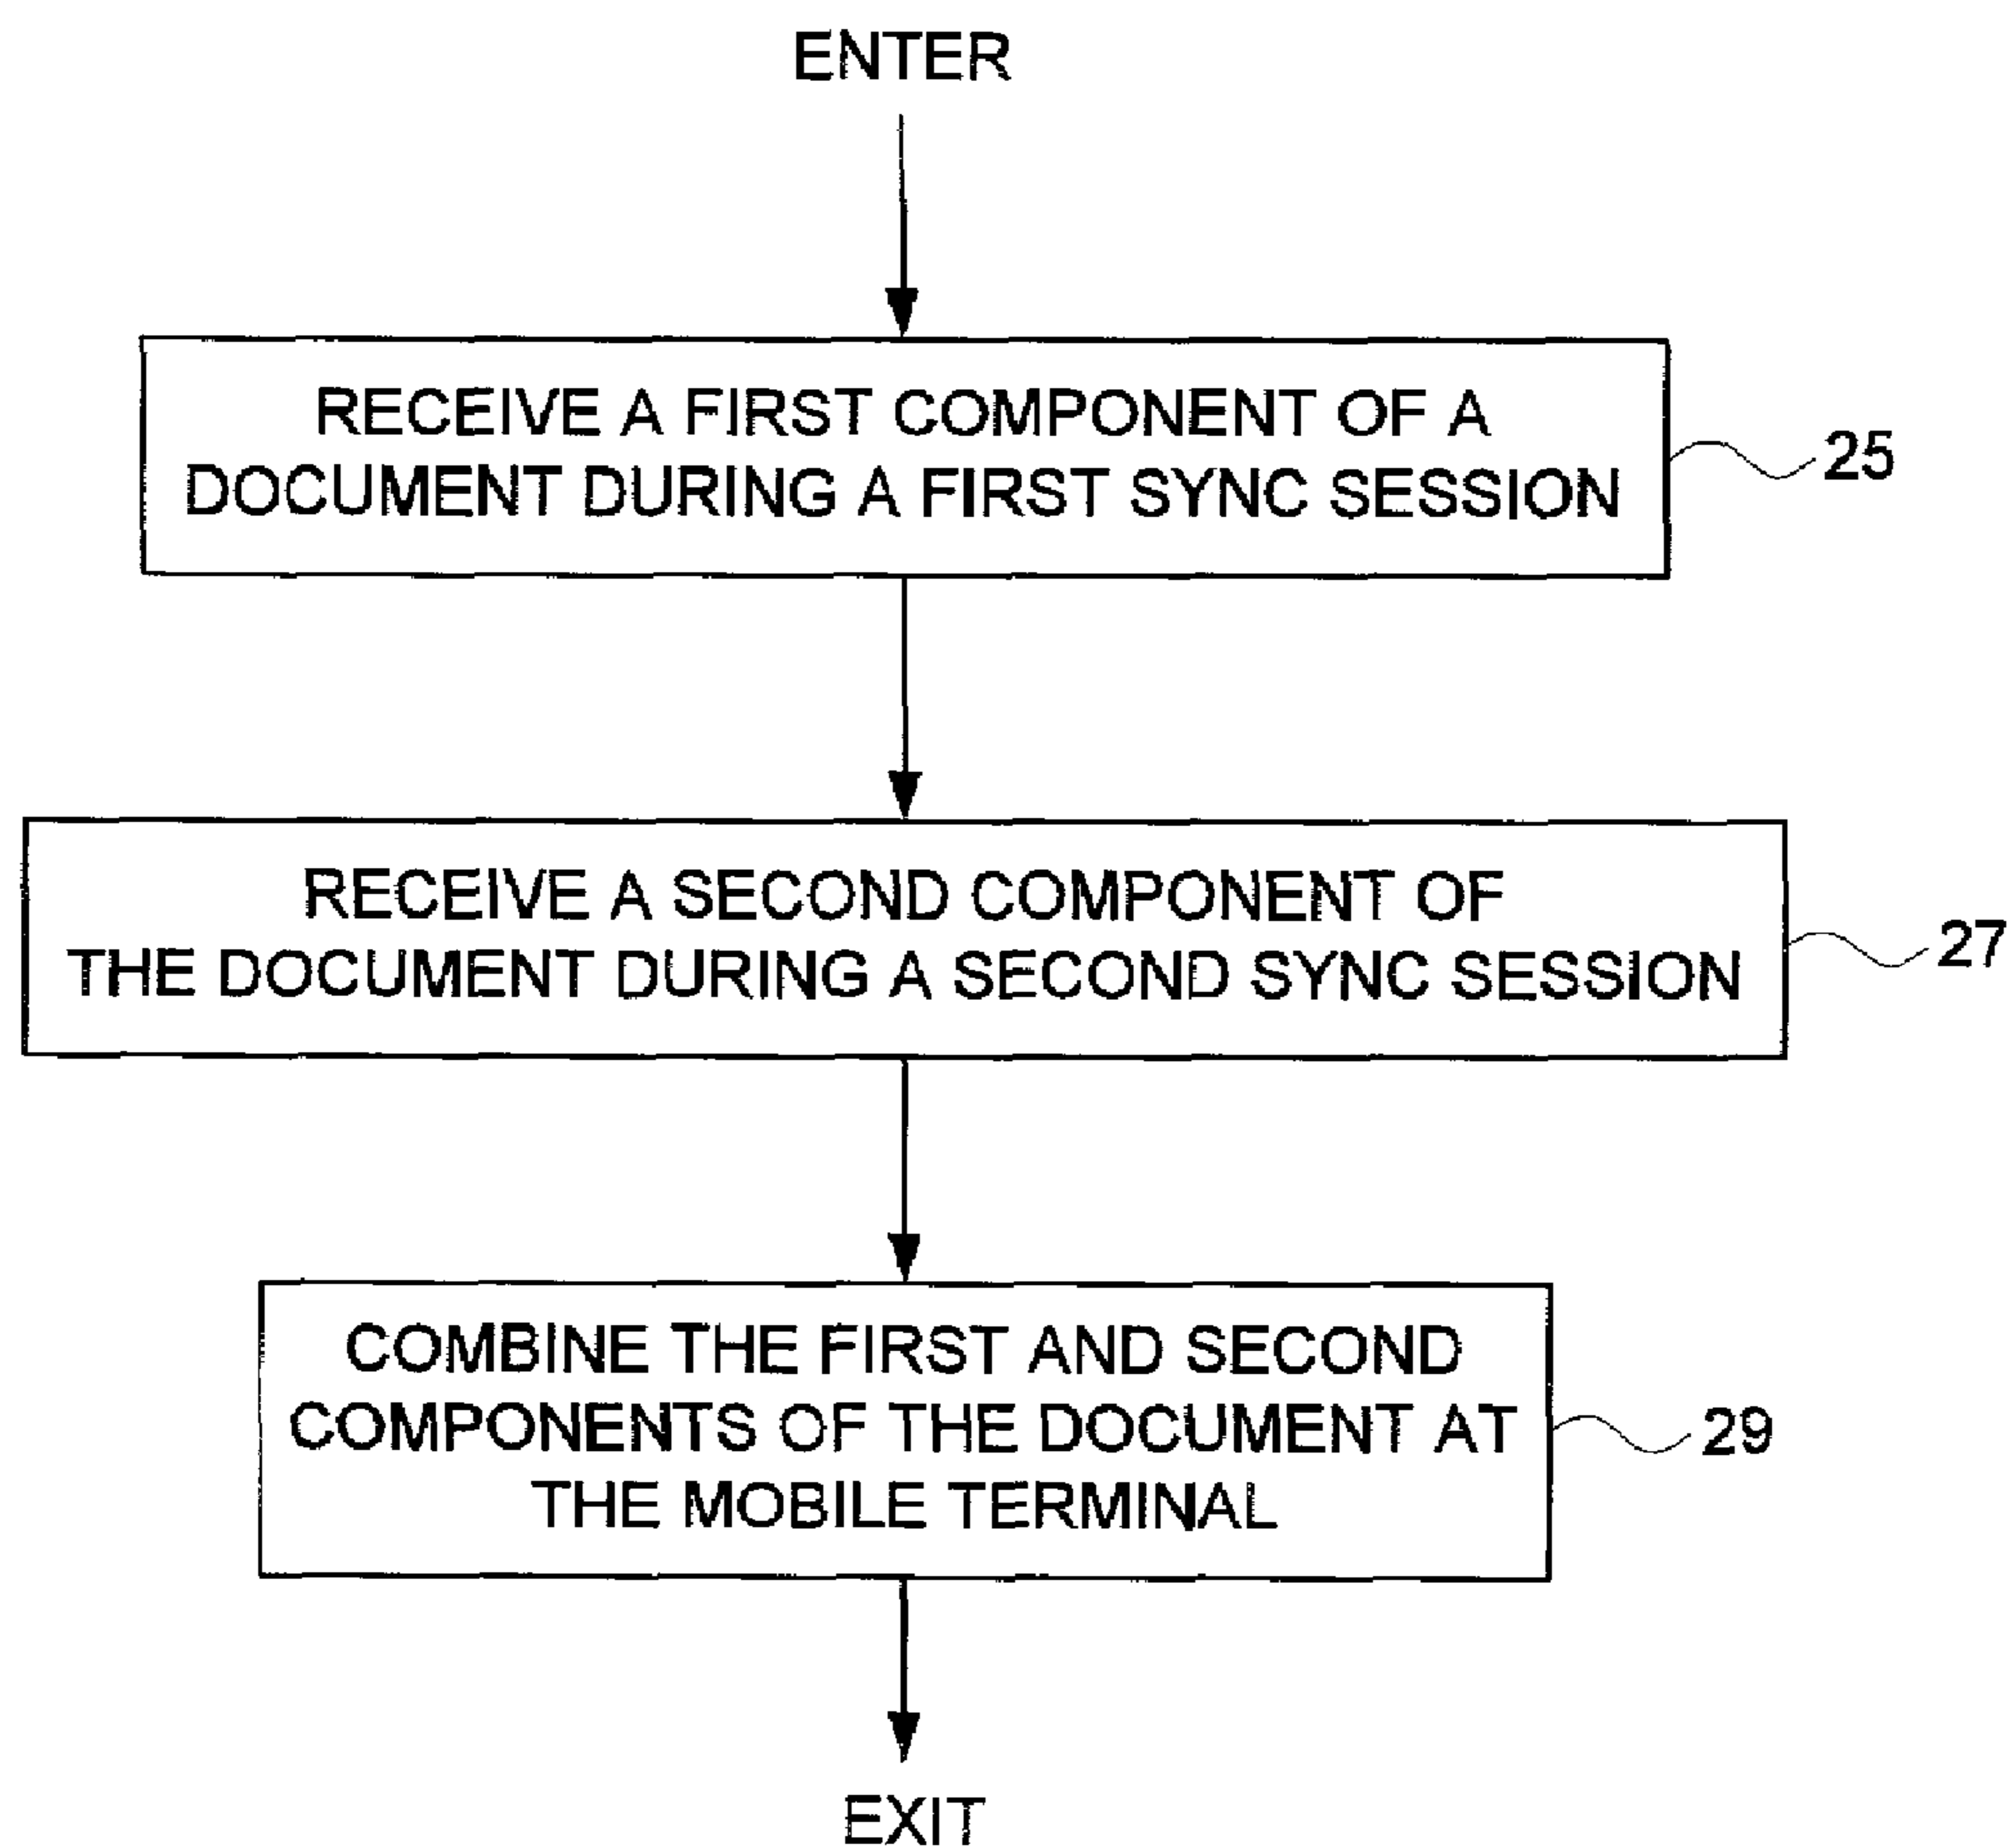 ENTER
RECEIVE A FIRST COMPONENT OF A
DOCUMENT DURING A FIRST SYNC SESSION
25
RECEIVE A SECOND COMPONENT OF
THE DOCUMENT DURING A SECOND SYNC SESSION
27
COMBINE THE FIRST AND SECOND
COMPONENTS OF THE DOCUMENT AT
THE MOBILE TERMINAL
29
EXIT